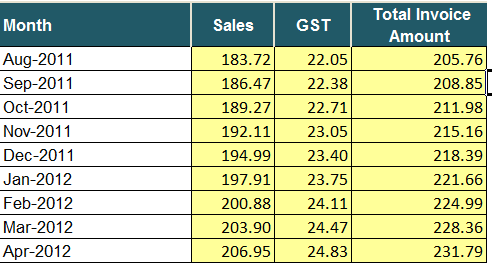 Month Sales GST Total Invoice Amount
Aug-2011 183.72 22.05 205.76
Sep-2011 186.47 22.38 208.85
Oct-2011 189.27 22.71 211.98
Nov-2011 192.11 23.05 215.16
Dec-2011 194.99 23.40 218.39
Jan-2012 197.91 23.75 221.66
Feb-2012 200.88 24.11 224.99
Mar-2012 203.90 24.47 228.36
Apr-2012 206.95 24.83 231.79